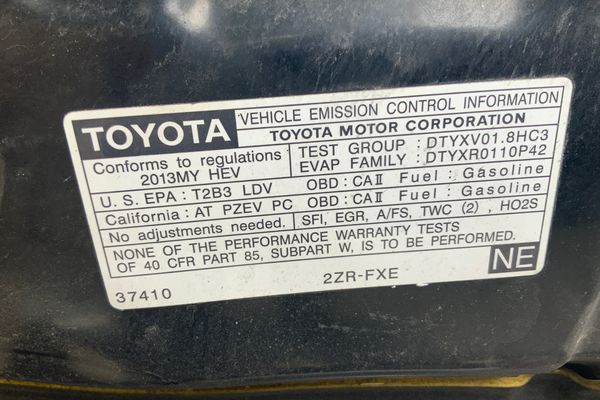 TOYOTA
VEHICLE EMISSION CONTROL INFORMATION
TOYOTA MOTOR CORPORATION
Conforms to regulations
2013MY HEV
TEST GROUP : DTYXV01.8HC3
EVAP FAMILY : DTYXR0110P42
U.S. EPA : T2B3 LDV OBD : CAⅡ Fuel : Gasoline
California : AT PZEV PC OBD : CAⅡ Fuel : Gasoline
No adjustments needed. SFI, EGR, A/FS, TWC (2) , HO2S
NONE OF THE PERFORMANCE WARRANTY TESTS
OF 40 CFR PART 85, SUBPART W, IS TO BE PERFORMED.
NE
37410 2ZR-FXE